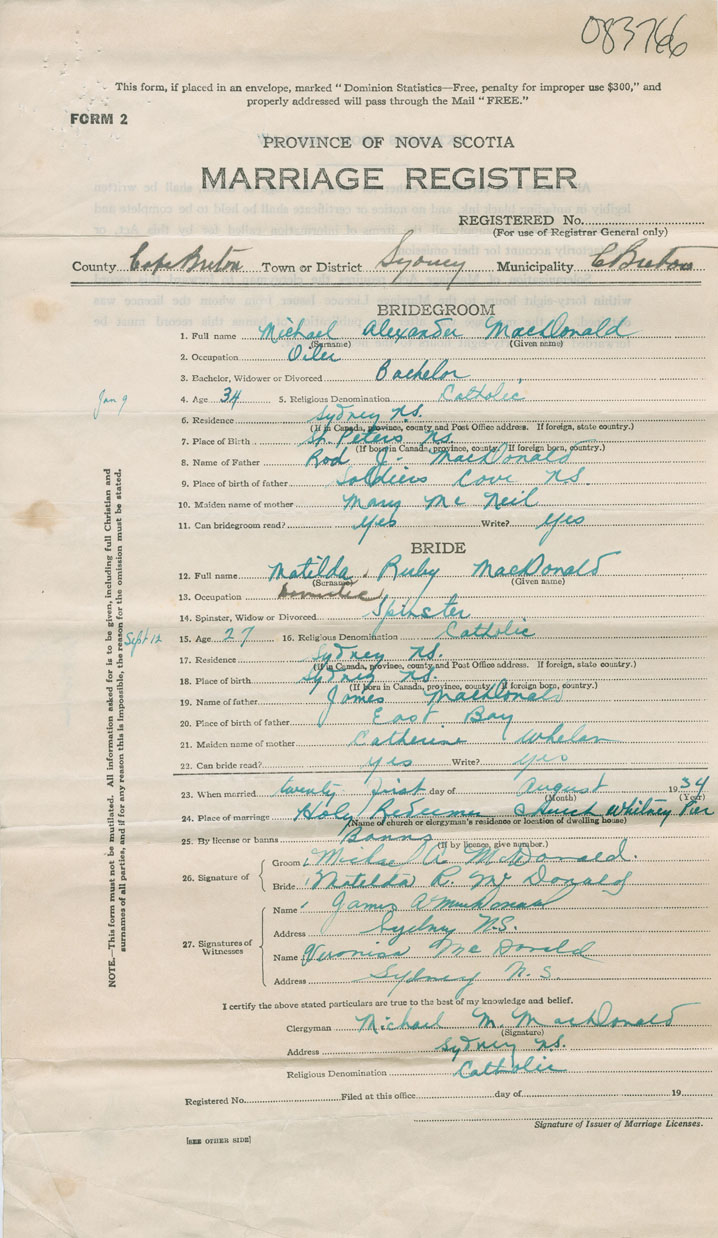 083766
This form, if placed in an envelope, marked "Dominion Statistics—Free, penalty for improper use $300," and
properly addressed will pass through the Mail "FREE."
FORM 2
PROVINCE OF NOVA SCOTIA
MARRIAGE REGISTER
REGISTERED No.
(For use of Registrar General only)
County Cape Breton Town or District Sydney Municipality C Breton
BRIDEGROOM
1. Full name Michael Alexander MacDonald
(Surname) (Given name)
2. Occupation Oiler
3. Bachelor, Widower or Divorced Bachelor
Jan 9
4. Age 34 5. Religious Denomination Catholic
6. Residence Sydney N.S.
(If in Canada, province, county and Post Office address. If foreign, state country.)
7. Place of Birth St. Peters N.S.
(If born in Canada, province, county. If foreign born, country.)
8. Name of Father Rod J. MacDonald
9. Place of birth of father Soldiers Cove N.S.
10. Maiden name of mother Mary Mc Neil
11. Can bridegroom read? yes Write? yes
BRIDE
12. Full name Matilda Ruby MacDonald
(Surname) (Given name)
13. Occupation Domestic
14. Spinster, Widow or Divorced Spinster
Sept 12
15. Age 27 16. Religious Denomination Catholic
17. Residence Sydney N.S.
(If in Canada, province, county and Post Office address. If foreign, state country.)
18. Place of birth Sydney N.S.
(If born in Canada, province, county. If foreign born, country.)
19. Name of father James MacDonald
20. Place of birth of father East Bay
21. Maiden name of mother Catherine Whelan
22. Can bride read? yes Write? yes
23. When married twenty first day of August 1934
(Month) (Year)
24. Place of marriage Holy Redeemer Church Whitney Pier
(Name of church or clergyman's residence or location of dwelling house)
25. By license or banns Banns
(If by licence, give number.)
26. Signature of
Groom Michael A McDonald.
Bride Matilda R. McDonald
27. Signatures of
Witnesses
Name James A MacDonald
Address Sydney N.S.
Name Veronica McDonald
Address Sydney N.S.
I certify the above stated particulars are true to the best of my knowledge and belief.
Clergyman Michael M. MacDonald
(Signature)
Address Sydney N.S.
Religious Denomination Catholic
Registered No. Filed at this office day of 19
Signature of Issuer of Marriage Licenses.
[SEE OTHER SIDE]
NOTE.—This form must not be mutilated. All information asked for is to be given, including full Christian and
surnames of all parties, and if for any reason this is impossible, the reason for the omission must be stated.